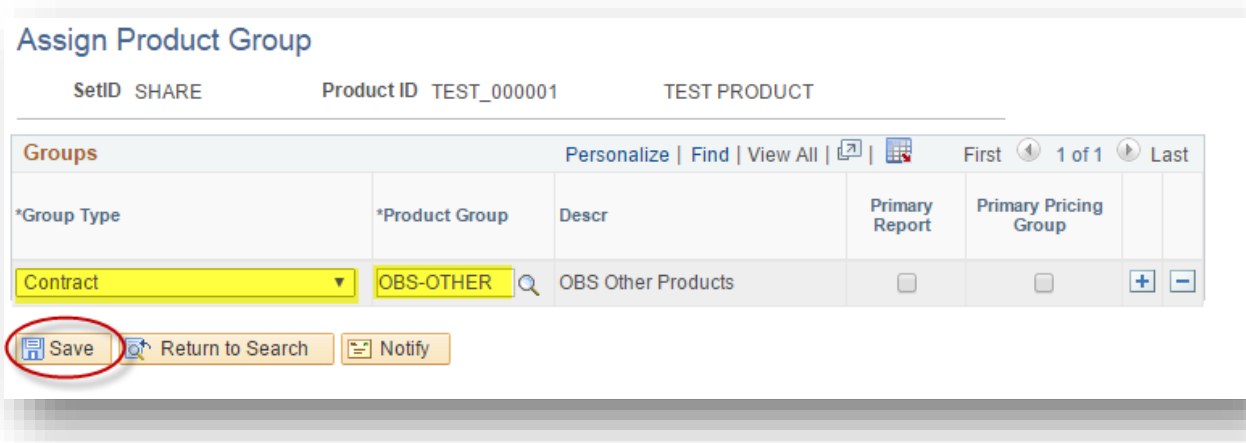 Assign Product Group
SetID SHARE Product ID TEST_000001 TEST PRODUCT
Groups Personalize | Find | View All | | First 1 of 1 Last
*Group Type *Product Group Descr Primary Report Primary Pricing Group
Contract OBS-OTHER OBS Other Products
Save Return to Search Notify